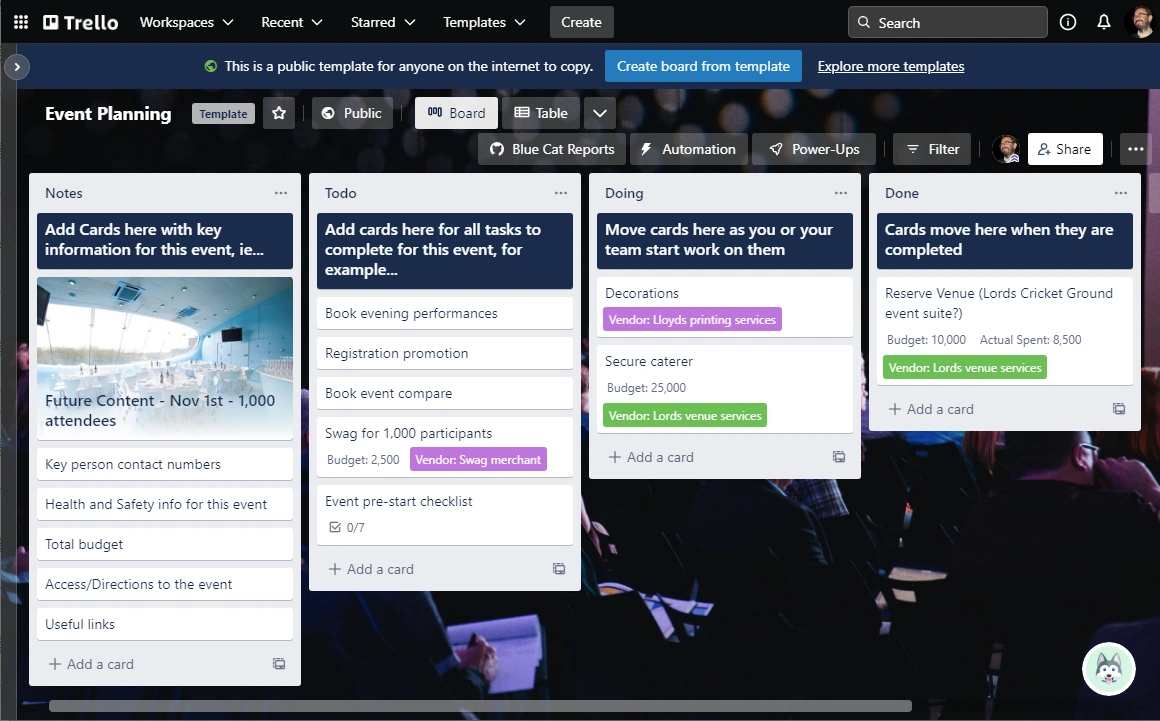 Trello
Workspaces
Recent
Starred
Templates
Create
Search
This is a public template for anyone on the internet to copy.
Create board from template
Explore more templates
Event Planning
Template
Public
Board
Table
Blue Cat Reports
Automation
Power-Ups
Filter
Share
Notes
Add Cards here with key
information for this event, ie...
Future Content - Nov 1st - 1,000
attendees
Key person contact numbers
Health and Safety info for this event
Total budget
Access/Directions to the event
Useful links
Add a card
Todo
Add cards here for all tasks to
complete for this event, for
example...
Book evening performances
Registration promotion
Book event compare
Swag for 1,000 participants
Budget: 2,500
Vendor: Swag merchant
Event pre-start checklist
0/7
Add a card
Doing
Move cards here as you or your
team start work on them
Decorations
Vendor: Lloyds printing services
Secure caterer
Budget: 25,000
Vendor: Lords venue services
Add a card
Done
Cards move here when they are
completed
Reserve Venue (Lords Cricket Ground
event suite?)
Budget: 10,000
Actual Spent: 8,500
Vendor: Lords venue services
Add a card